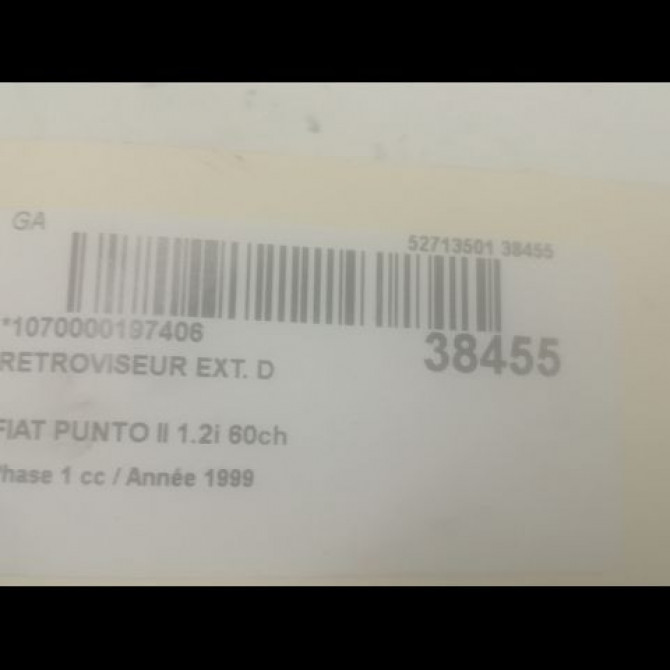 GA
52713501 38455
*1070000197406
38455
RETROVISEUR EXT. D
FIAT PUNTO II 1.2i 60ch
Phase 1 cc / Année 1999